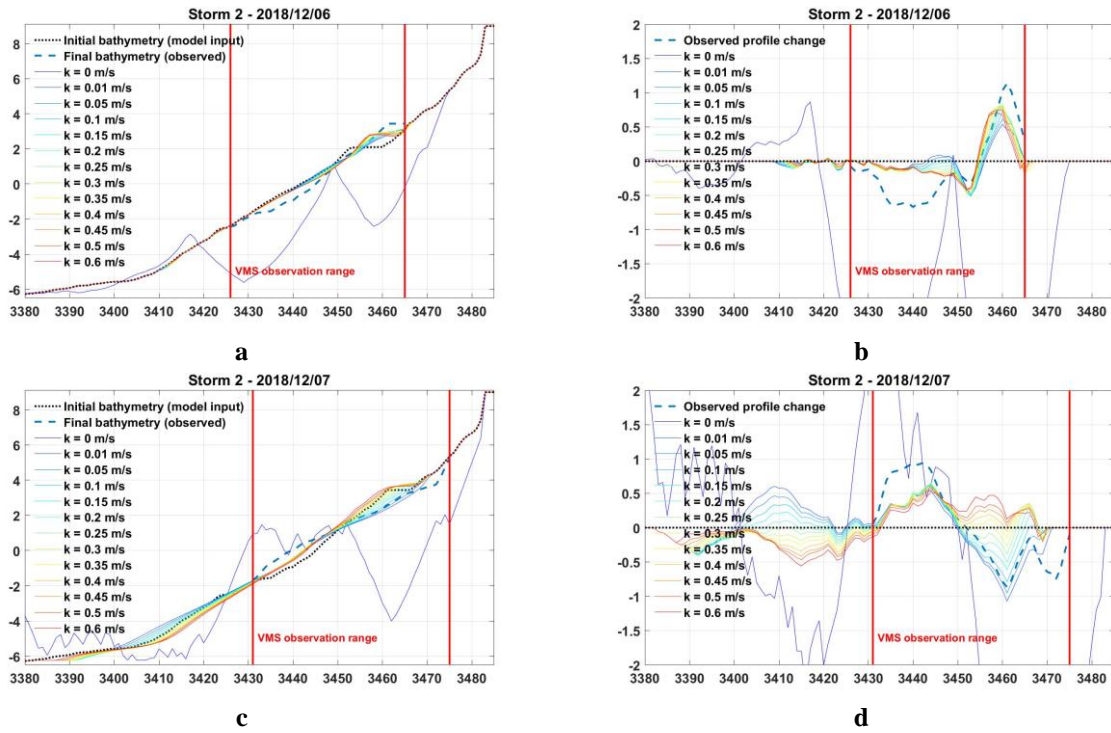 Storm 2 - 2018/12/06
8
6
4
2
0
-2
-4
-6
Initial bathymetry (model input)
Final bathymetry (observed)
k = 0 m/s
k = 0.01 m/s
k = 0.05 m/s
k = 0.1 m/s
k = 0.15 m/s
k = 0.2 m/s
k = 0.25 m/s
k = 0.3 m/s
k = 0.35 m/s
k = 0.4 m/s
k = 0.45 m/s
k = 0.5 m/s
k = 0.6 m/s
VMS observation range
3380 3390 3400 3410 3420 3430 3440 3450 3460 3470 3480
a
Storm 2 - 2018/12/06
2
1.5
1
0.5
0
-0.5
-1
-1.5
-2
Observed profile change
k = 0 m/s
k = 0.01 m/s
k = 0.05 m/s
k = 0.1 m/s
k = 0.15 m/s
k = 0.2 m/s
k = 0.25 m/s
k = 0.3 m/s
k = 0.35 m/s
k = 0.4 m/s
k = 0.45 m/s
k = 0.5 m/s
k = 0.6 m/s
VMS observation range
3380 3390 3400 3410 3420 3430 3440 3450 3460 3470 3480
b
Storm 2 - 2018/12/07
8
6
4
2
0
-2
-4
-6
Initial bathymetry (model input)
Final bathymetry (observed)
k = 0 m/s
k = 0.01 m/s
k = 0.05 m/s
k = 0.1 m/s
k = 0.15 m/s
k = 0.2 m/s
k = 0.25 m/s
k = 0.3 m/s
k = 0.35 m/s
k = 0.4 m/s
k = 0.45 m/s
k = 0.5 m/s
k = 0.6 m/s
VMS observation range
3380 3390 3400 3410 3420 3430 3440 3450 3460 3470 3480
c
Storm 2 - 2018/12/07
2
1.5
1
0.5
0
-0.5
-1
-1.5
-2
Observed profile change
k = 0 m/s
k = 0.01 m/s
k = 0.05 m/s
k = 0.1 m/s
k = 0.15 m/s
k = 0.2 m/s
k = 0.25 m/s
k = 0.3 m/s
k = 0.35 m/s
k = 0.4 m/s
k = 0.45 m/s
k = 0.5 m/s
k = 0.6 m/s
VMS observation range
3380 3390 3400 3410 3420 3430 3440 3450 3460 3470 3480
d